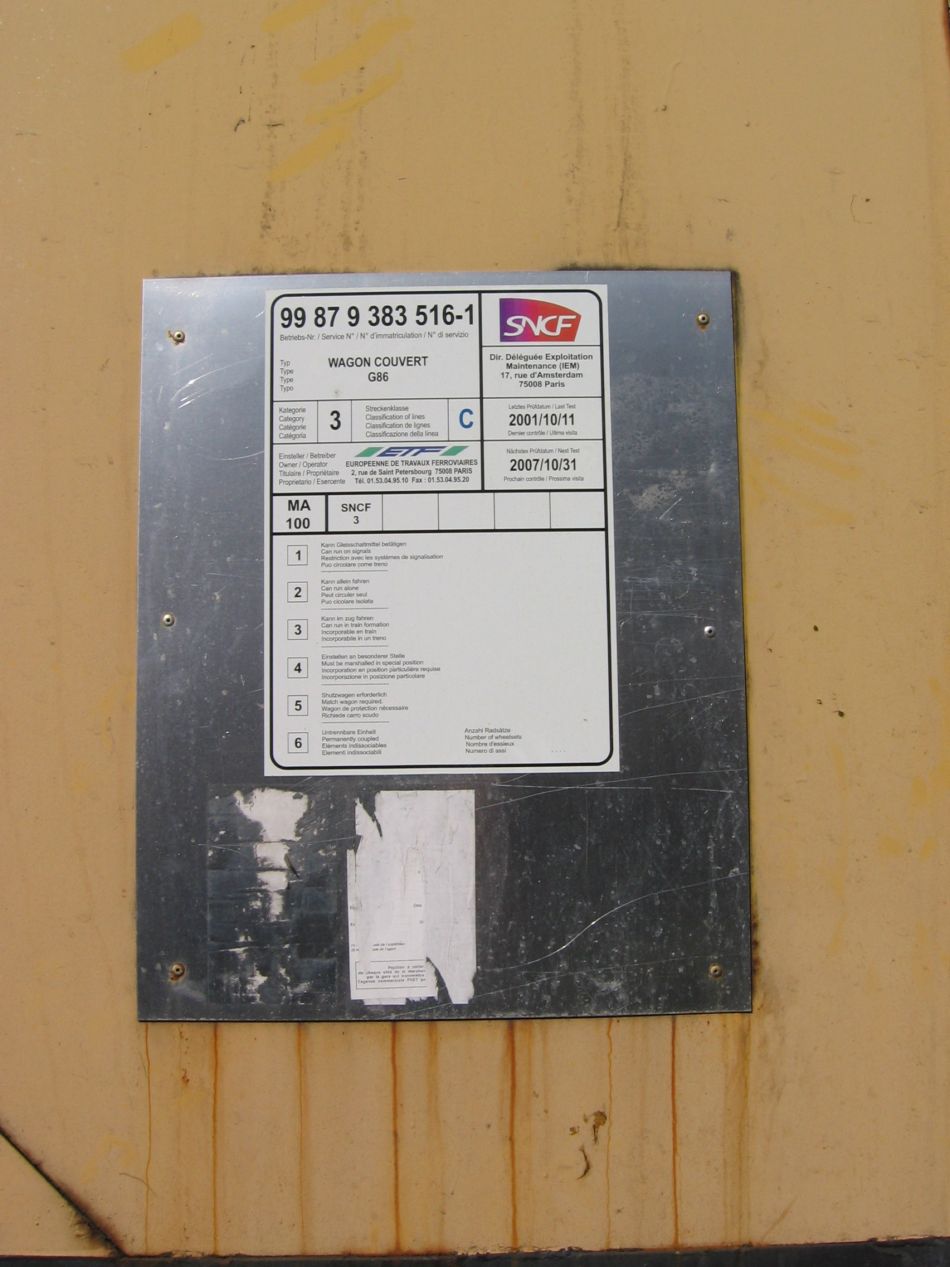 99 87 9 383 516-1
Betriebs-Nr. / Service N° / N° d'immatriculation / N° di servizio
SNCF
Typ
Type
Type
Tipo
WAGON COUVERT
G86
Dir. Déléguée Exploitation
Maintenance (IEM)
17, rue d'Amsterdam
75008 Paris
Kategorie
Category
Catégorie
Catégoria
3
Streckenklasse
Classification of lines
Classification de lignes
Classificazione della linea
C
Letztes Prüfdatum / Last Test
2001/10/11
Dernier contrôle / Ultima visita
Einsteller / Betreiber
Owner / Operator
Titulaire / Propriétaire
Proprietario / Esercente
ETF
EUROPEENNE DE TRAVAUX FERROVIAIRES
2, rue de Saint Petersbourg 75008 PARIS
Tél. 01.53.04.95.10 Fax : 01.53.04.95.20
Nächstes Prüfdatum / Next Test
2007/10/31
Prochain contrôle / Prossima visita
MA
100
SNCF
3
1
Kann Gleisschaltmittel betätigen
Can run on signals
Restriction avec les systèmes de signalisation
Puo circolare come treno
2
Kann allein fahren
Can run alone
Peut circuler seul
Puo cicolare isolata
3
Kann im zug fahren
Can run in train formation
Incorporable en train
Incorporabile in un treno
4
Einstellen an besonderer Stelle
Must be marshalled in special position
Incorporation en position particulière requise
Incorporazione in posizione particolare
5
Shutzwagen erforderlich
Match wagon required.
Wagon de protection nécessaire
Richiede carro scudo
6
Untrennbare Einheit
Permanently coupled
Eléments indissociables
Elementi indissociabili
Anzahl Radsätze
Number of wheelsets
Nombre d'essieux
Numero di assi
....